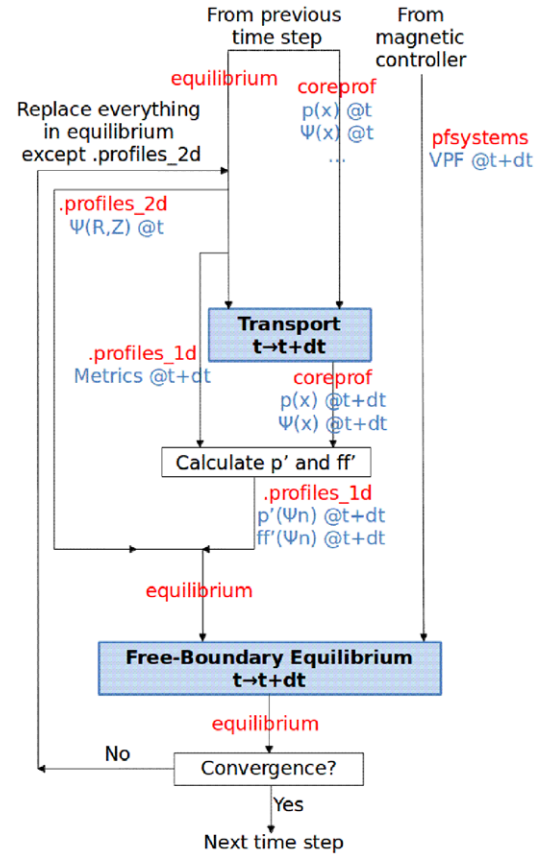 From previous
time step
From
magnetic
controller
equilibrium
coreprof
p(x) @t
Ψ(x) @t
...
Replace everything
in equilibrium
except .profiles_2d
pfsystems
VPF @t+dt
.profiles_2d
Ψ(R,Z) @t
Transport
t→t+dt
.profiles_1d
Metrics @t+dt
coreprof
p(x) @t+dt
Ψ(x) @t+dt
Calculate p’ and ff’
.profiles_1d
p’(Ψn) @t+dt
ff’(Ψn) @t+dt
equilibrium
Free-Boundary Equilibrium
t→t+dt
equilibrium
No
Convergence?
Yes
Next time step